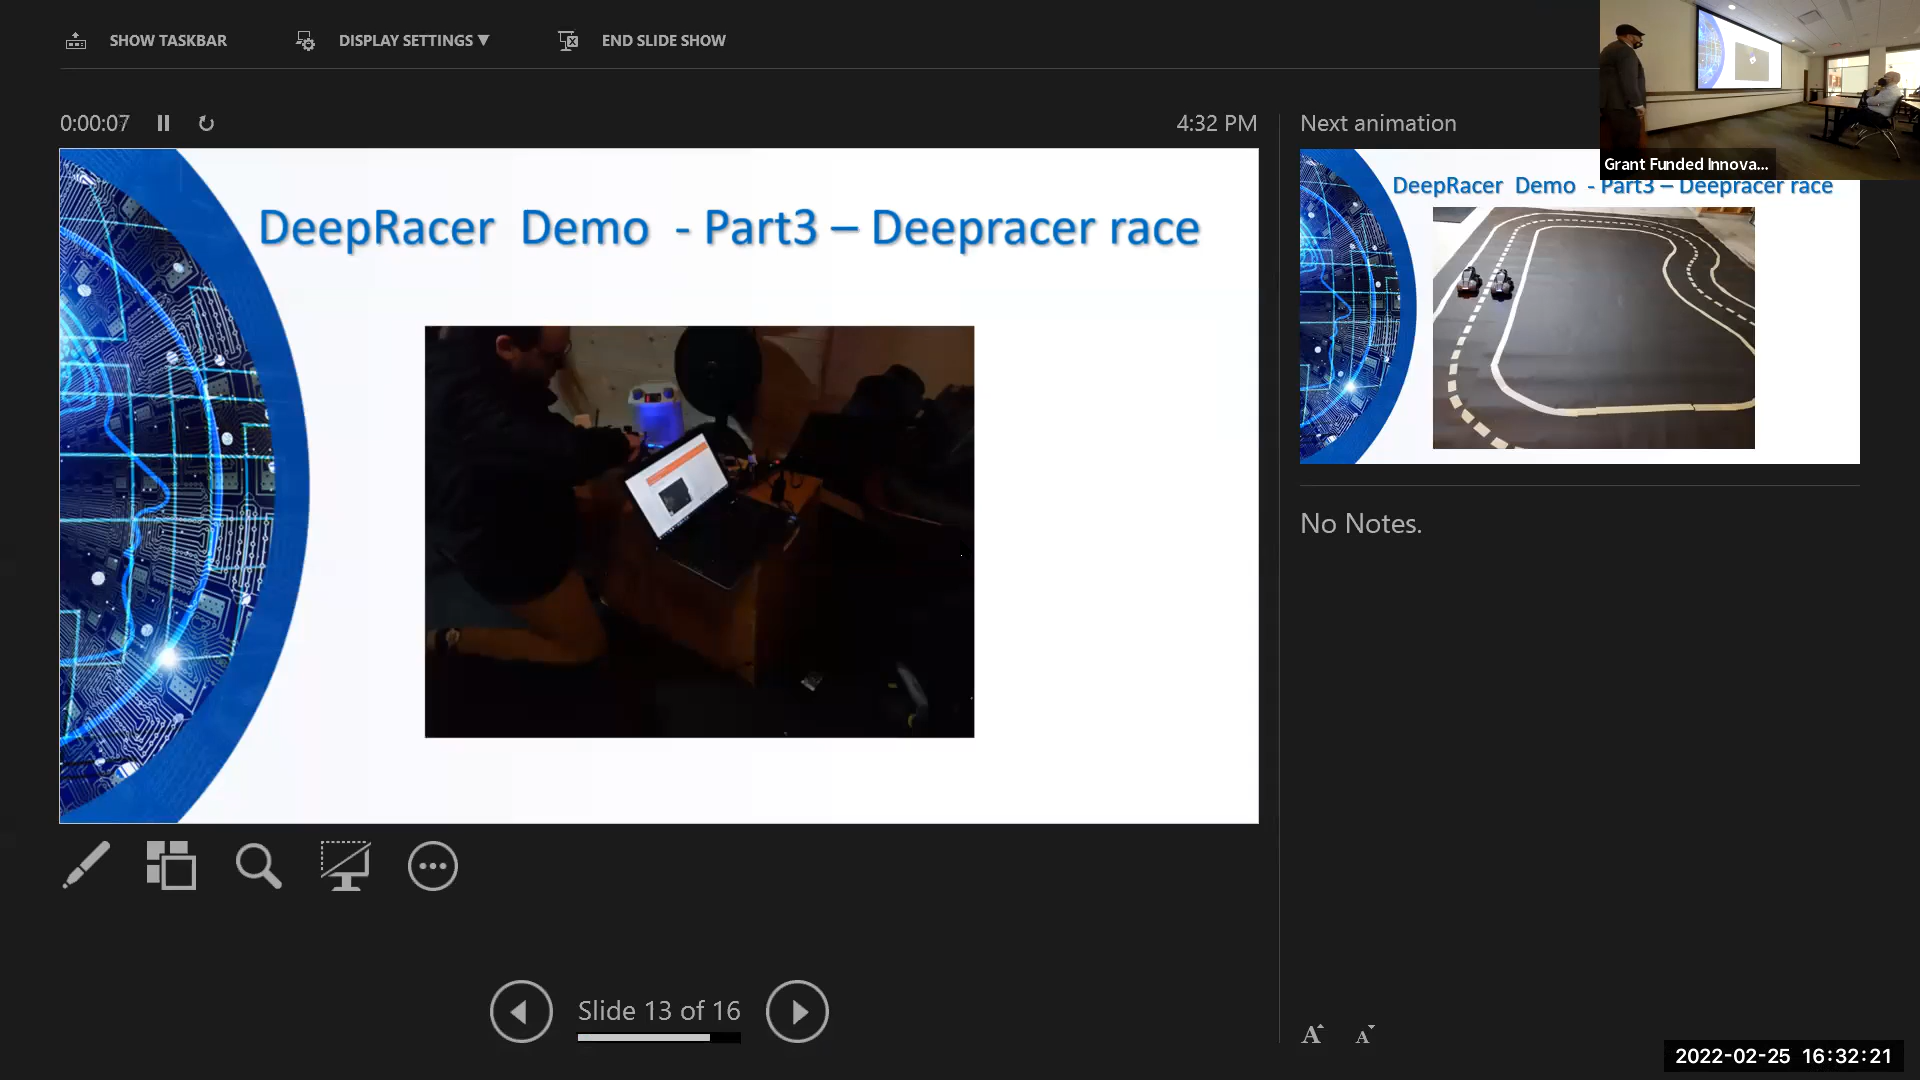 SHOW TASKBAR
DISPLAY SETTINGS ▼
END SLIDE SHOW
0:00:07
4:32 PM
Next animation
Grant Funded Innova...
DeepRacer Demo - Part3 – Deepracer race
DeepRacer Demo - Part3 – Deepracer race
No Notes.
Slide 13 of 16
A A
2022-02-25 16:32:21